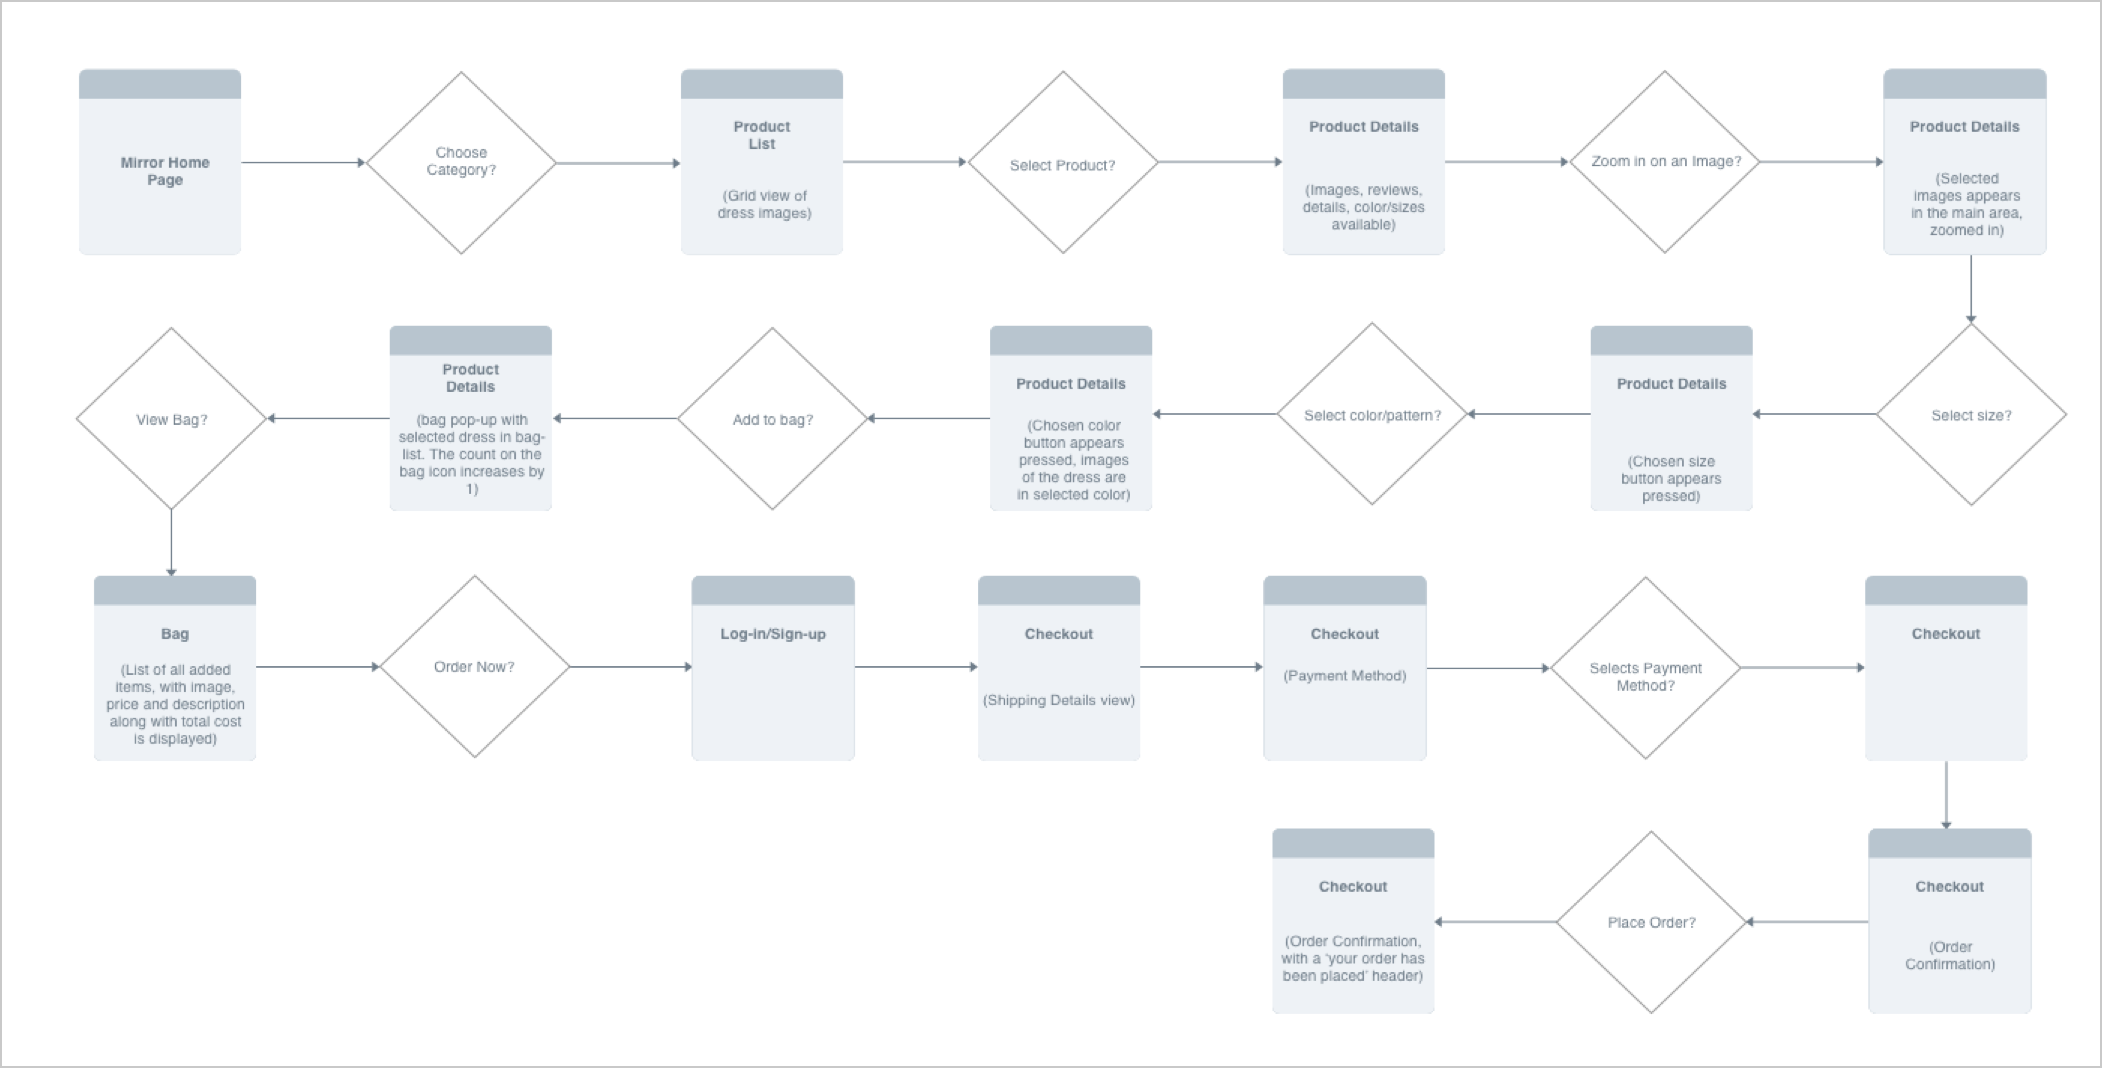 Mirror Home
Page
Choose
Category?
Product
List
(Grid view of
dress images)
Select Product?
Product Details
(Images, reviews,
details, color/sizes
available)
Zoom in on an Image?
Product Details
(Selected
images appears
in the main area,
zoomed in)
Select size?
Product Details
(Chosen size
button appears
pressed)
Select color/pattern?
Product Details
(Chosen color
button appears
pressed, images
of the dress are
in selected color)
Add to bag?
Product
Details
(bag pop-up with
selected dress in bag-
list. The count on the
bag icon increases by
1)
View Bag?
Bag
(List of all added
items, with image,
price and description
along with total cost
is displayed)
Order Now?
Log-in/Sign-up
Checkout
(Shipping Details view)
Checkout
(Payment Method)
Selects Payment
Method?
Checkout
Checkout
(Order
Confirmation)
Place Order?
Checkout
(Order Confirmation,
with a 'your order has
been placed' header)